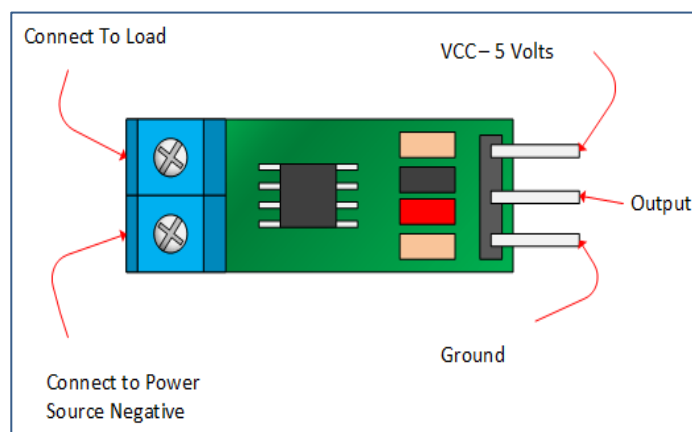 Connect To Load
VCC – 5 Volts
Output
Ground
Connect to Power
Source Negative